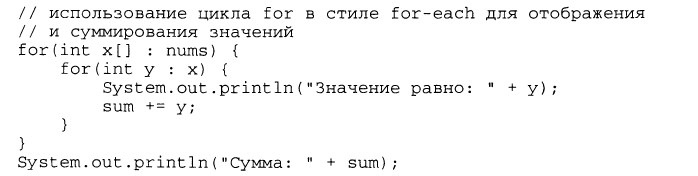 // использование цикла for в стиле for-each для отображения
// и суммирования значений
for(int x[] : nums) {
    for(int y : x) {
        System.out.println("Значение равно: " + y);
        sum += y;
    }
}
System.out.println("Сумма: " + sum);